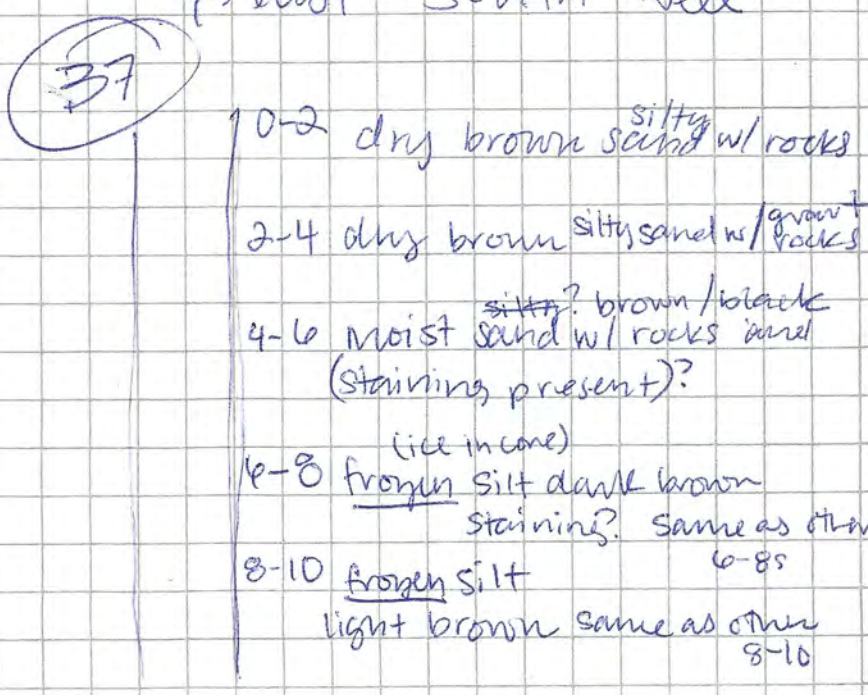 37
silty
0-2 dry brown sand w/ rocks
2-4 dry brown silty sand w/ rocks
silty? brown/black
4-6 moist sand w/ rocks and
(staining present)?
(ice in core)
6-8 frozen silt dark brown
staining? same as other
6-8s
8-10 frozen silt
light brown same as other
8-10